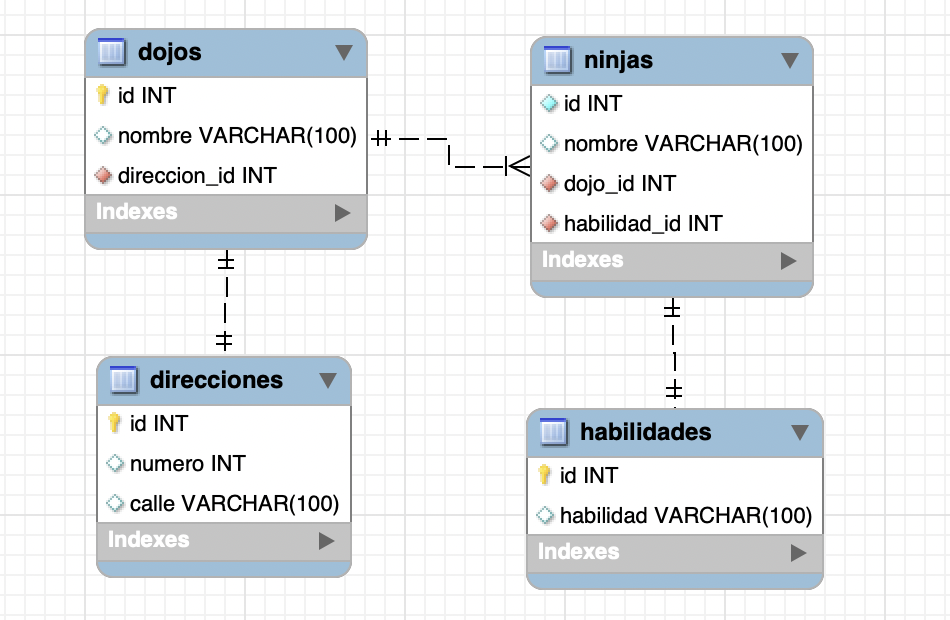 dojos
id INT
nombre VARCHAR(100)
direccion_id INT
Indexes
ninjas
id INT
nombre VARCHAR(100)
dojo_id INT
habilidad_id INT
Indexes
direcciones
id INT
numero INT
calle VARCHAR(100)
Indexes
habilidades
id INT
habilidad VARCHAR(100)
Indexes